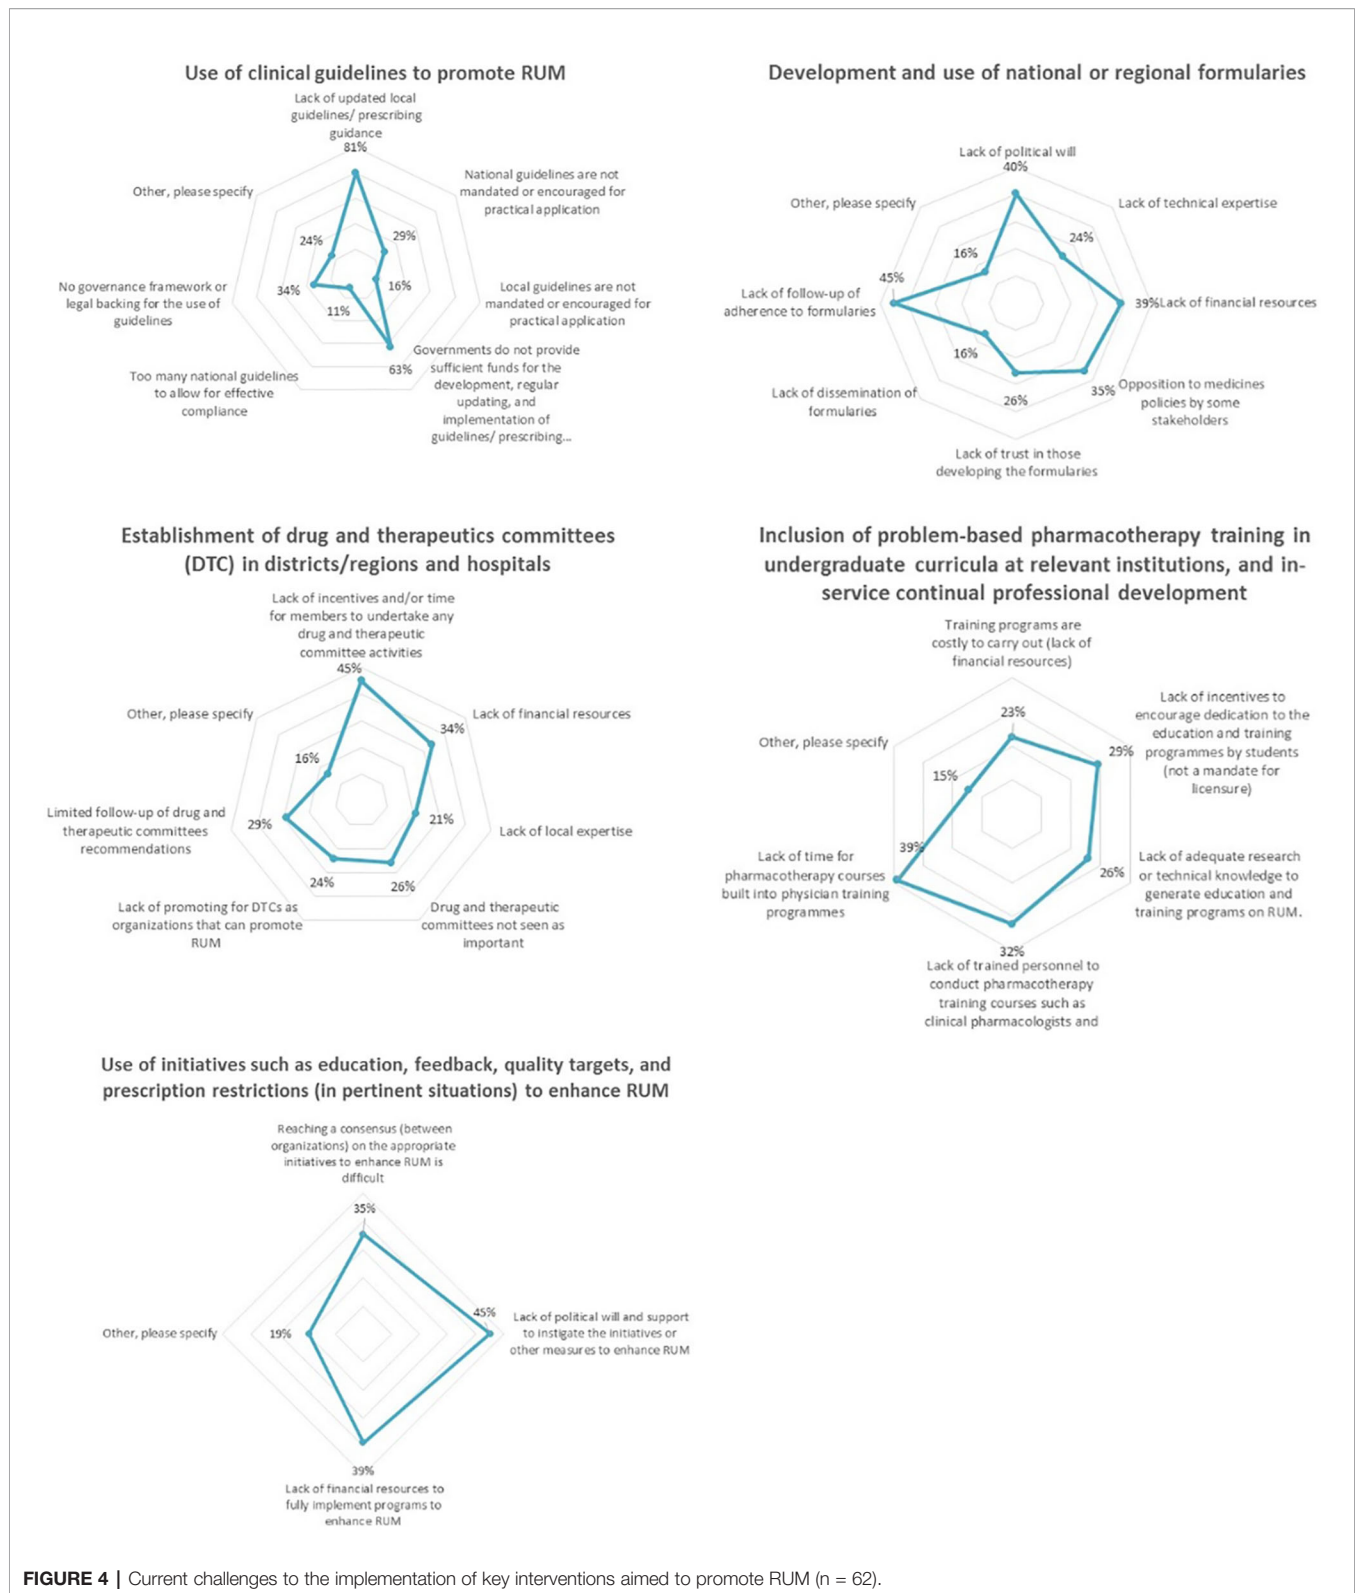 Use of clinical guidelines to promote RUM
Lack of updated local
guidelines/ prescribing
guidance
81%
National guidelines are not
mandated or encouraged for
practical application
29%
Local guidelines are not
mandated or encouraged for
practical application
16%
Governments do not provide
sufficient funds for the
development, regular
updating, and
implementation of
guidelines/ prescribing...
63%
Too many national guidelines
to allow for effective
compliance
11%
No governance framework or
legal backing for the use of
guidelines
34%
Other, please specify
24%
Development and use of national or regional formularies
Lack of political will
40%
Lack of technical expertise
24%
39%
Lack of financial resources
35%
Opposition to medicines
policies by some
stakeholders
26%
Lack of trust in those
developing the formularies
16%
Lack of dissemination of
formularies
45%
Lack of follow-up of
adherence to formularies
Other, please specify
16%
Establishment of drug and therapeutics committees
(DTC) in districts/regions and hospitals
Lack of incentives and/or time
for members to undertake any
drug and therapeutic
committee activities
45%
Lack of financial resources
34%
21%
Lack of local expertise
26%
Drug and therapeutic
committees not seen as
important
24%
Lack of promoting for DTCs as
organizations that can promote
RUM
Limited follow-up of drug and
therapeutic committees
recommendations
29%
Other, please specify
16%
Inclusion of problem-based pharmacotherapy training in
undergraduate curricula at relevant institutions, and in-
service continual professional development
Training programs are
costly to carry out (lack of
financial resources)
23%
Lack of incentives to
encourage dedication to the
education and training
programmes by students
(not a mandate for
licensure)
29%
Lack of adequate research
or technical knowledge to
generate education and
training programs on RUM.
26%
32%
Lack of trained personnel to
conduct pharmacotherapy
training courses such as
clinical pharmacologists and
39%
Lack of time for
pharmacotherapy courses
built into physician training
programmes
Other, please specify
15%
Use of initiatives such as education, feedback, quality targets, and
prescription restrictions (in pertinent situations) to enhance RUM
Reaching a consensus (between
organizations) on the appropriate
initiatives to enhance RUM is
difficult
35%
45%
Lack of political will and support
to instigate the initiatives or
other measures to enhance RUM
39%
Lack of financial resources to
fully implement programs to
enhance RUM
Other, please specify
19%
FIGURE 4 | Current challenges to the implementation of key interventions aimed to promote RUM (n = 62).